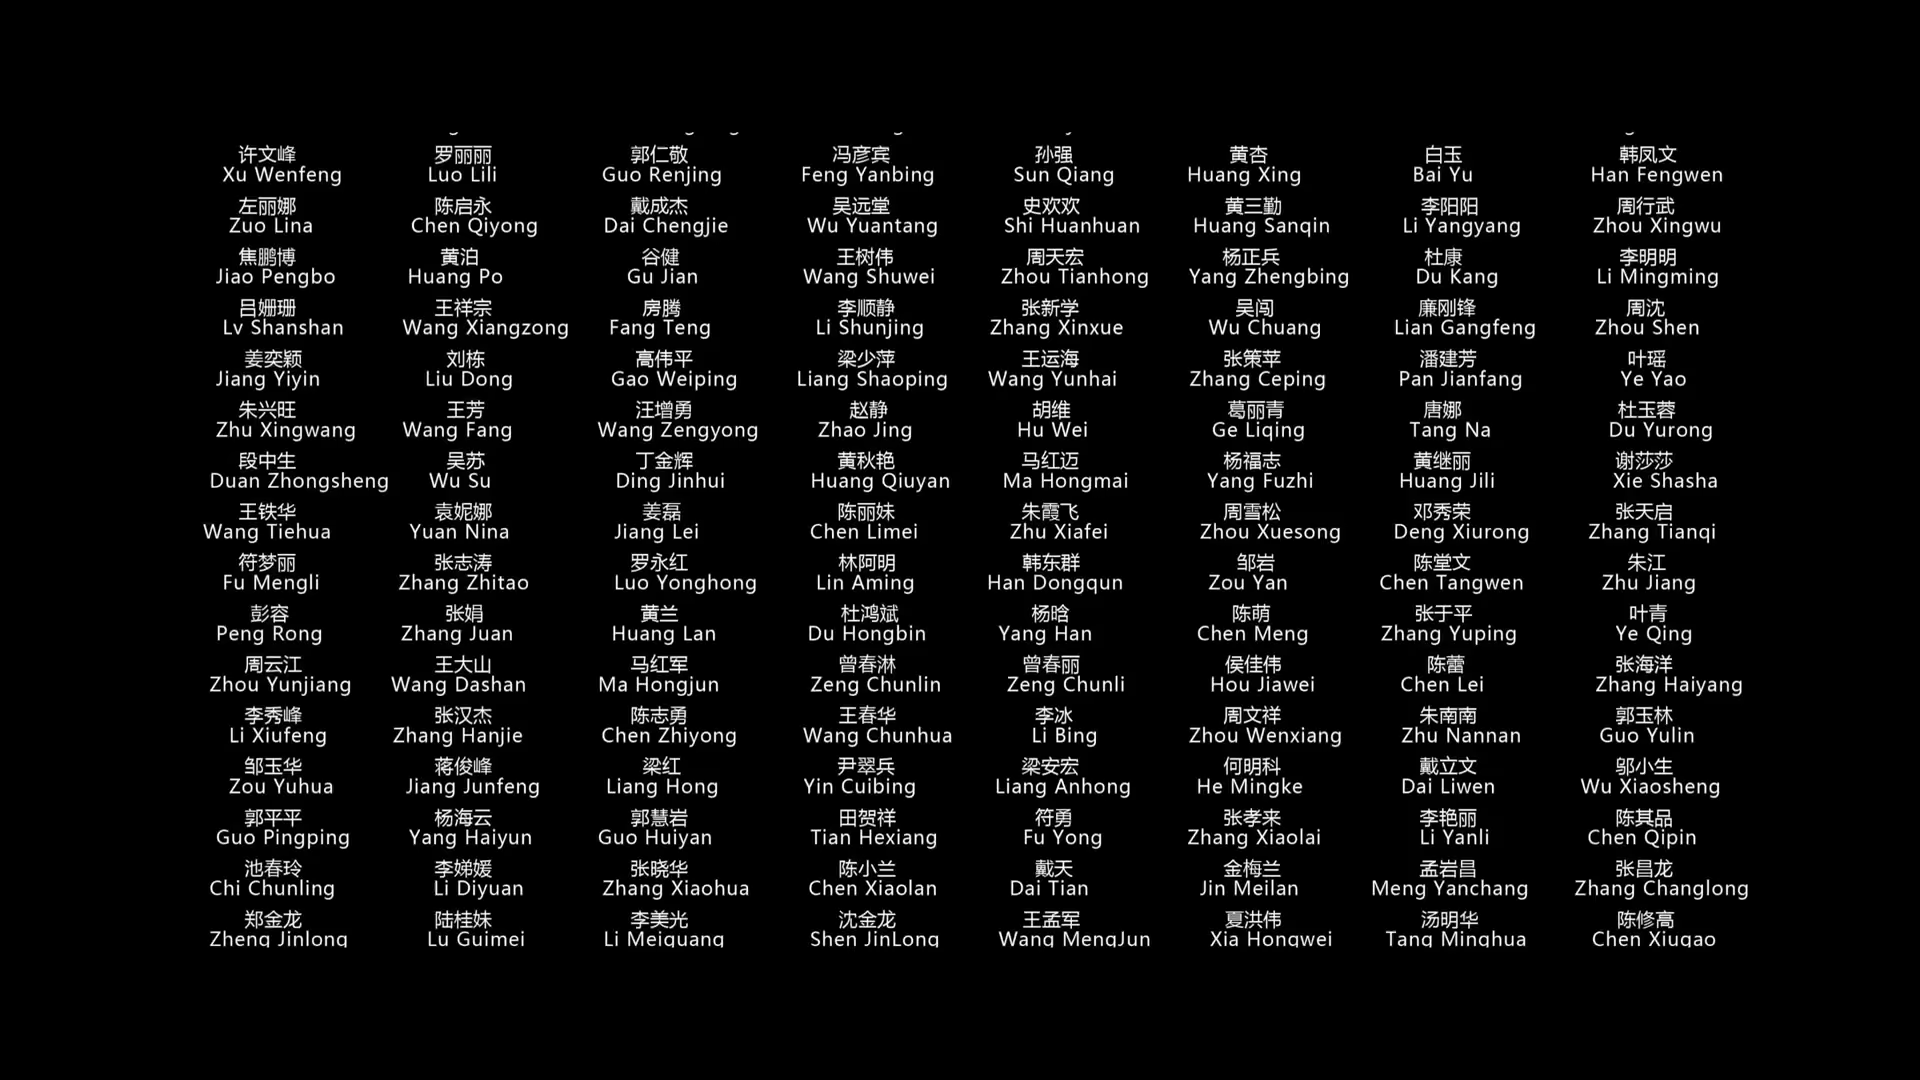 许文峰 罗丽丽 郭仁敬 冯彦宾 孙强 黄杏 白玉 韩凤文
Xu Wenfeng Luo Lili Guo Renjing Feng Yanbing Sun Qiang Huang Xing Bai Yu Han Fengwen
左丽娜 陈启永 戴成杰 吴远堂 史欢欢 黄三勤 李阳阳 周行武
Zuo Lina Chen Qiyong Dai Chengjie Wu Yuantang Shi Huanhuan Huang Sanqin Li Yangyang Zhou Xingwu
焦鹏博 黄泊 谷健 王树伟 周天宏 杨正兵 杜康 李明明
Jiao Pengbo Huang Po Gu Jian Wang Shuwei Zhou Tianhong Yang Zhengbing Du Kang Li Mingming
吕姗珊 王祥宗 房腾 李顺静 张新学 吴闯 廉刚锋 周沈
Lv Shanshan Wang Xiangzong Fang Teng Li Shunjing Zhang Xinxue Wu Chuang Lian Gangfeng Zhou Shen
姜奕颖 刘栋 高伟平 梁少萍 王运海 张策苹 潘建芳 叶瑶
Jiang Yiyin Liu Dong Gao Weiping Liang Shaoping Wang Yunhai Zhang Ceping Pan Jianfang Ye Yao
朱兴旺 王芳 汪增勇 赵静 胡维 葛丽青 唐娜 杜玉蓉
Zhu Xingwang Wang Fang Wang Zengyong Zhao Jing Hu Wei Ge Liqing Tang Na Du Yurong
段中生 吴苏 丁金辉 黄秋艳 马红迈 杨福志 黄继丽 谢莎莎
Duan Zhongsheng Wu Su Ding Jinhui Huang Qiuyan Ma Hongmai Yang Fuzhi Huang Jili Xie Shasha
王铁华 袁妮娜 姜磊 陈丽妹 朱霞飞 周雪松 邓秀荣 张天启
Wang Tiehua Yuan Nina Jiang Lei Chen Limei Zhu Xiafei Zhou Xuesong Deng Xiurong Zhang Tianqi
符梦丽 张志涛 罗永红 林阿明 韩东群 邹岩 陈堂文 朱江
Fu Mengli Zhang Zhitao Luo Yonghong Lin Aming Han Dongqun Zou Yan Chen Tangwen Zhu Jiang
彭容 张娟 黄兰 杜鸿斌 杨晗 陈萌 张于平 叶青
Peng Rong Zhang Juan Huang Lan Du Hongbin Yang Han Chen Meng Zhang Yuping Ye Qing
周云江 王大山 马红军 曾春淋 曾春丽 侯佳伟 陈蕾 张海洋
Zhou Yunjiang Wang Dashan Ma Hongjun Zeng Chunlin Zeng Chunli Hou Jiawei Chen Lei Zhang Haiyang
李秀峰 张汉杰 陈志勇 王春华 李冰 周文祥 朱南南 郭玉林
Li Xiufeng Zhang Hanjie Chen Zhiyong Wang Chunhua Li Bing Zhou Wenxiang Zhu Nannan Guo Yulin
邹玉华 蒋俊峰 梁红 尹翠兵 梁安宏 何明科 戴立文 邬小生
Zou Yuhua Jiang Junfeng Liang Hong Yin Cuibing Liang Anhong He Mingke Dai Liwen Wu Xiaosheng
郭平平 杨海云 郭慧岩 田贺祥 符勇 张孝来 李艳丽 陈其品
Guo Pingping Yang Haiyun Guo Huiyan Tian Hexiang Fu Yong Zhang Xiaolai Li Yanli Chen Qipin
池春玲 李娣媛 张晓华 陈小兰 戴天 金梅兰 孟岩昌 张昌龙
Chi Chunling Li Diyuan Zhang Xiaohua Chen Xiaolan Dai Tian Jin Meilan Meng Yanchang Zhang Changlong
郑金龙 陆桂妹 李美光 沈金龙 王孟军 夏洪伟 汤明华 陈修高
Zheng Jinlong Lu Guimei Li Meiguang Shen JinLong Wang MengJun Xia Hongwei Tang Minghua Chen Xiugao